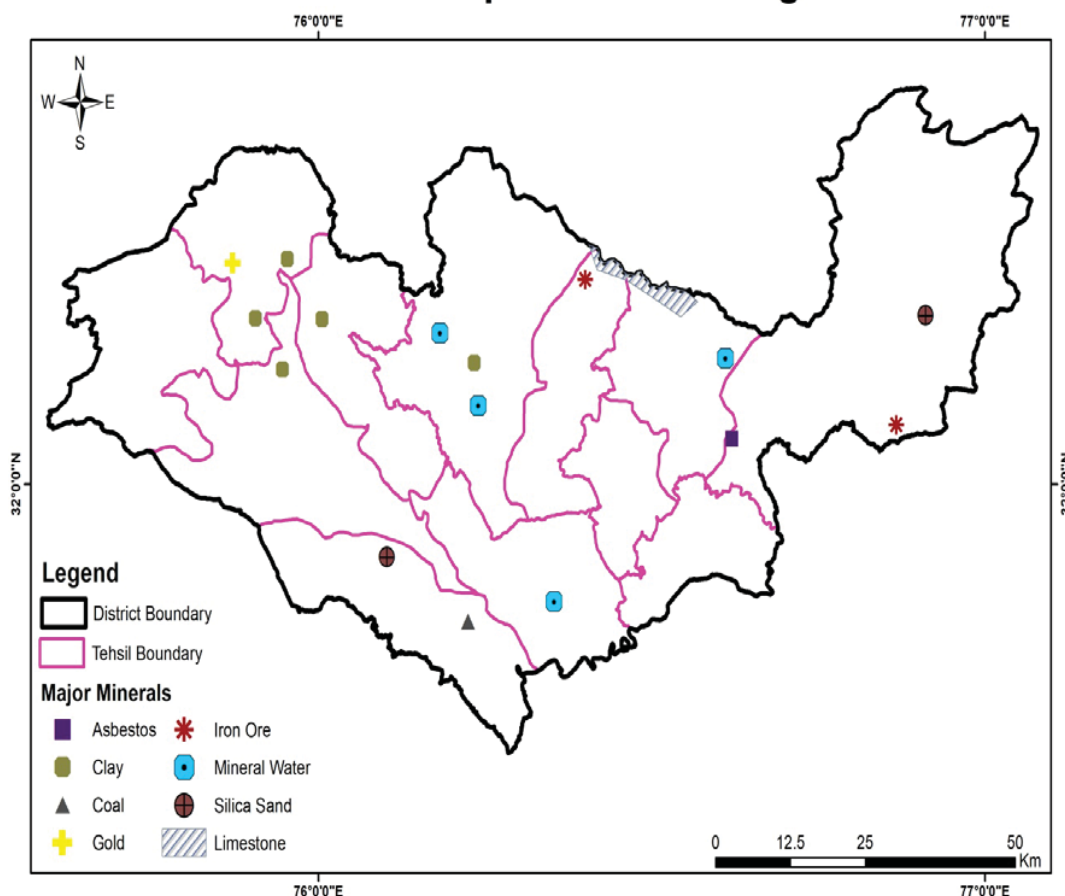 76°0'0"E 77°0'0"E
N
W E
S
32°0'0"N
Legend
District Boundary
Tehsil Boundary
Major Minerals
Asbestos Iron Ore
Clay Mineral Water
Coal Silica Sand
Gold Limestone
0 12.5 25 50
Km
76°0'0"E 77°0'0"E